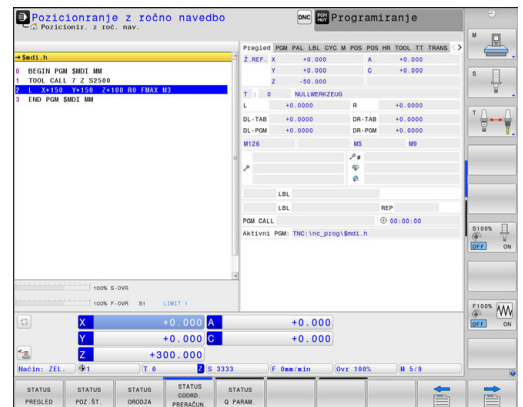 Pozicionranje z ročno navedbo
Pozicionir. z roč. nav.
DNC
Programiranje
→$mdi.h
0 BEGIN PGM $MDI MM
1 TOOL CALL 7 Z S2500
2 L X+150 Y+150 Z+100 R0 FMAX M3
3 END PGM $MDI MM
100% S-OVR
100% F-OVR S1 LIMIT 1
Pregled PGM PAL LBL CYC M POS POS HR TOOL TT TRANS
Ž.REF. X +0.000 A +0.000
Y +0.000 C +0.000
Z -50.000
T : 0 NULLWERKZEUG
L +0.0000 R +0.0000
DL-TAB +0.0000 DR-TAB +0.0000
DL-PGM +0.0000 DR-PGM +0.0000
M126 M5 M9
LBL
LBL REP
PGM CALL 00:00:00
Aktivni PGM: TNC:\nc_prog\$mdi.h
X +0.000 A +0.000
Y +0.000 C +0.000
Z +300.000
Način: ŽEL. 1 T 0 Z S 3333 F 0mm/min Ovr 100% M 5/9
STATUS PREGLED
STATUS POZ.ŠT.
STATUS ORODJA
STATUS COORD. PRERAČUN.
STATUS Q PARAM.
M
S
T
S100%
OFF ON
F100%
OFF ON